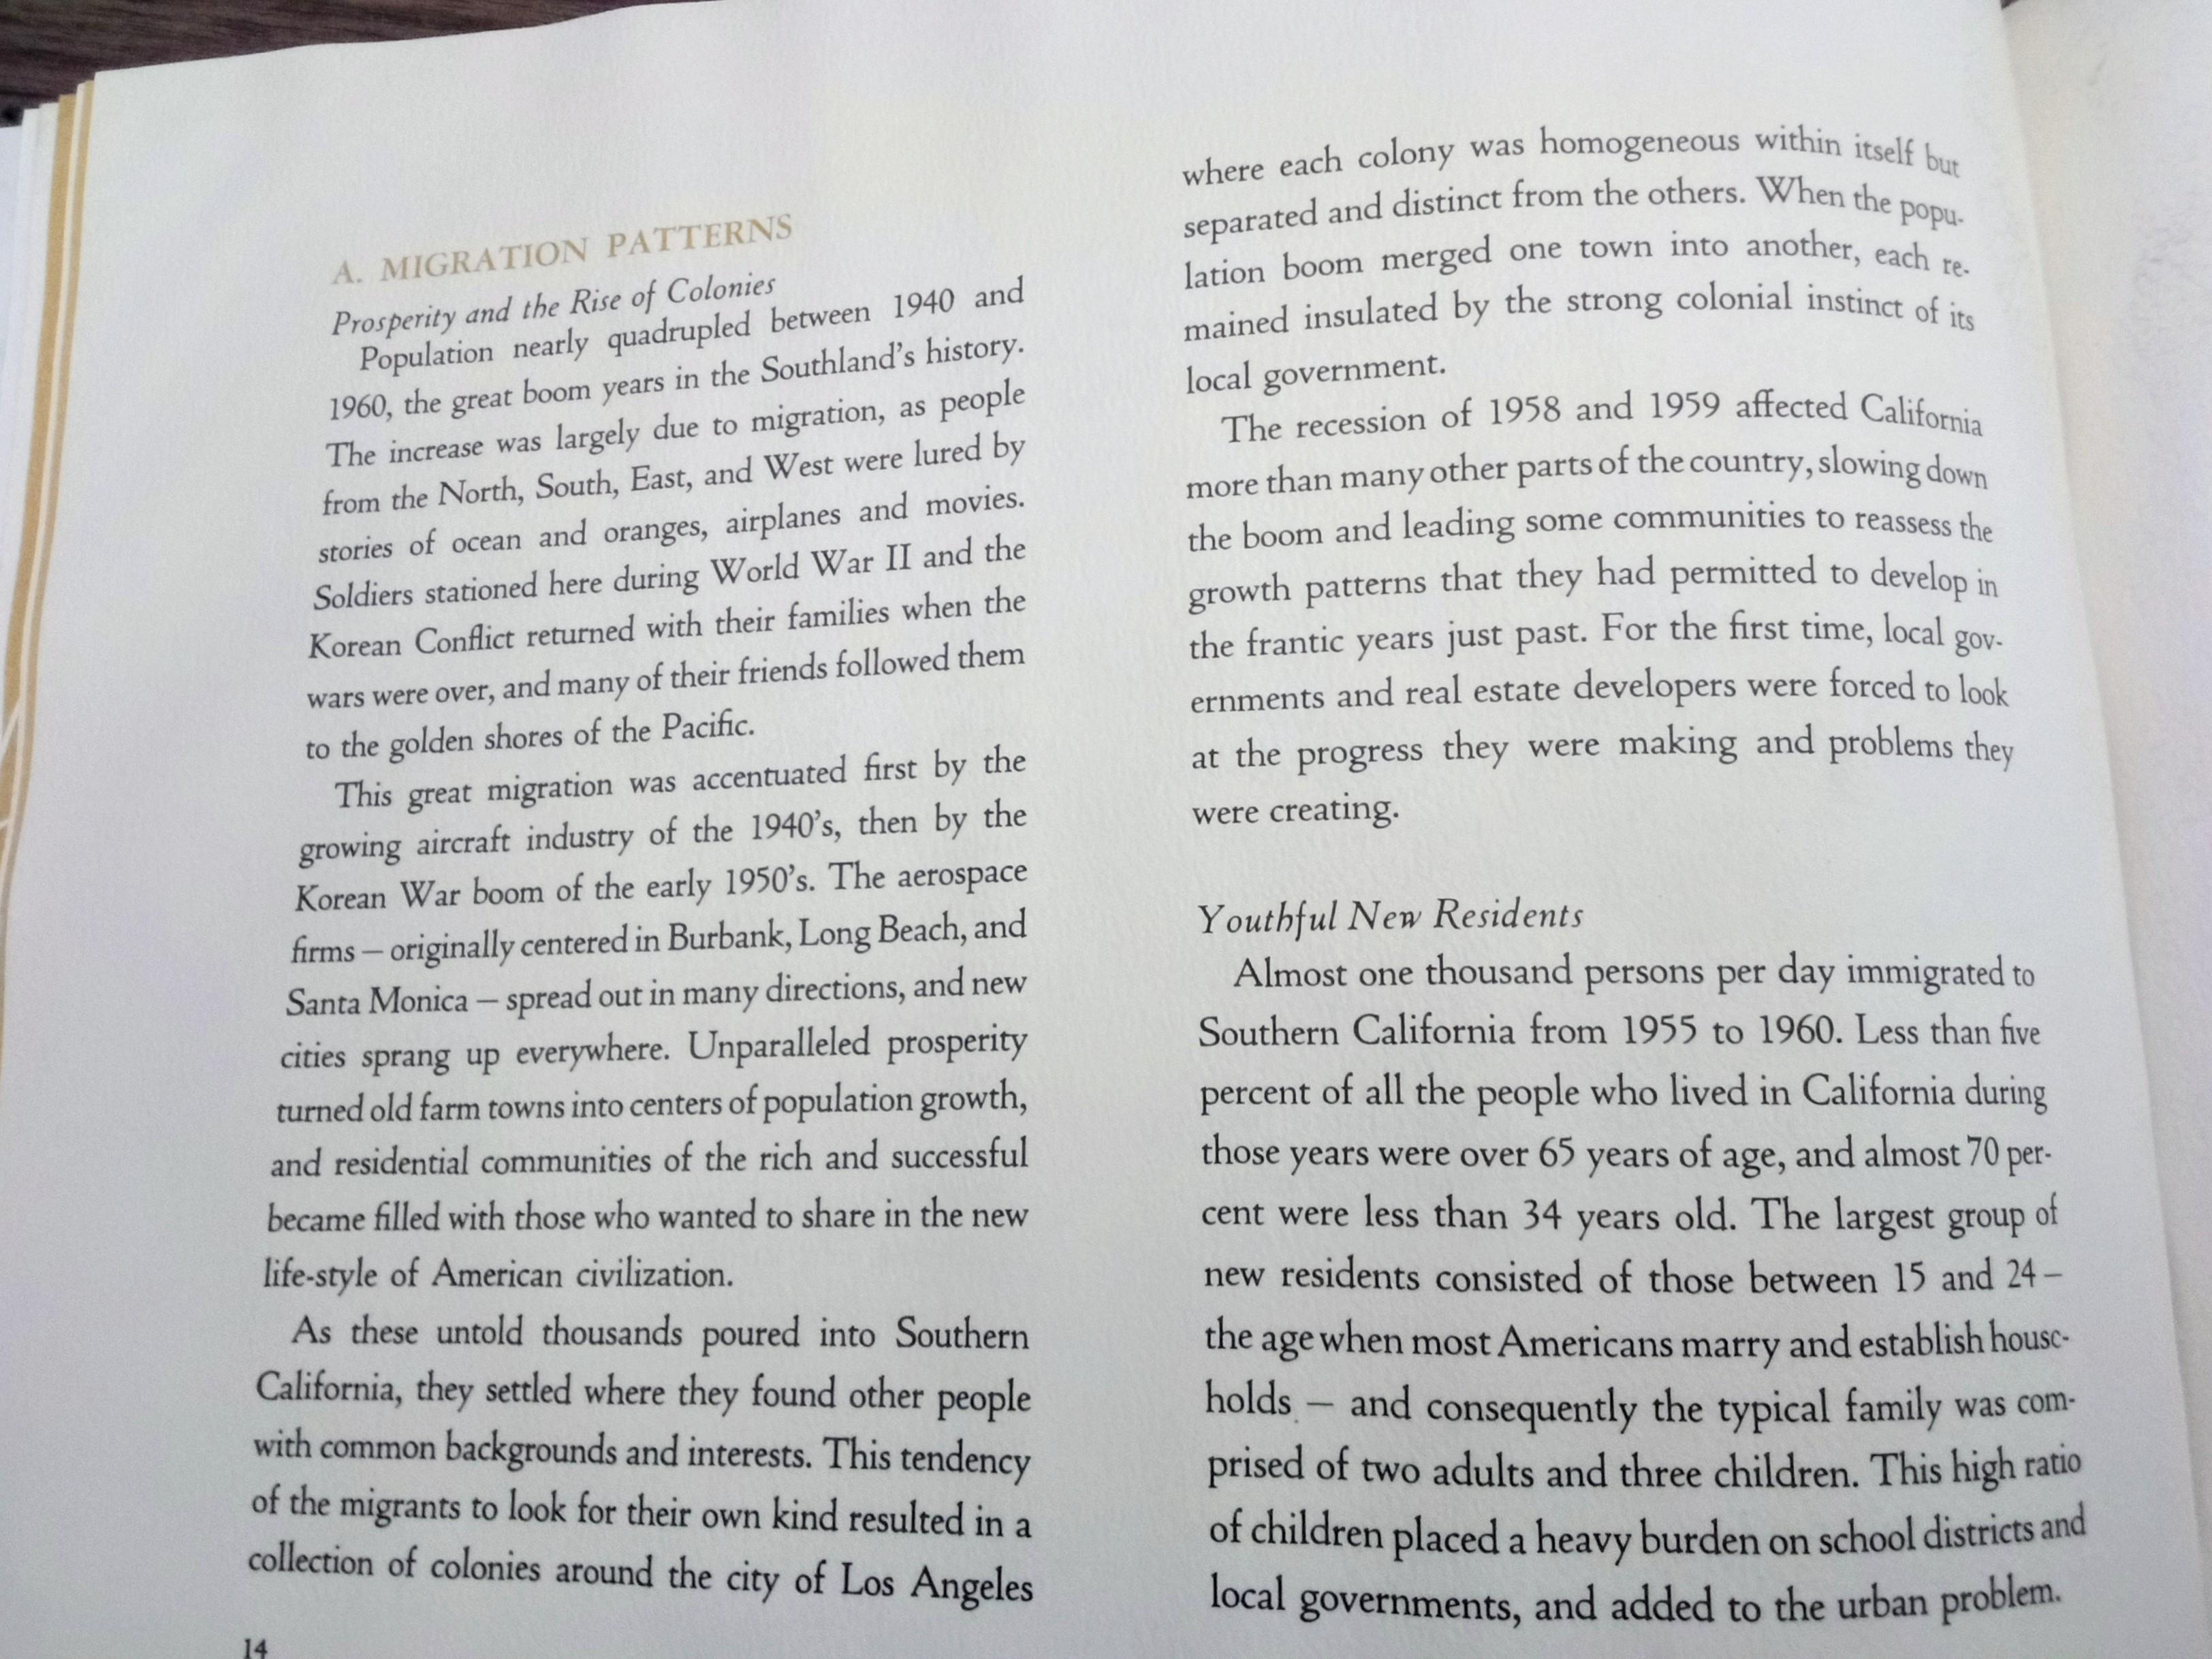 A. MIGRATION PATTERNS
Prosperity and the Rise of Colonies
Population nearly quadrupled between 1940 and
1960, the great boom years in the Southland's history.
The increase was largely due to migration, as people
from the North, South, East, and West were lured by
stories of ocean and oranges, airplanes and movies.
Soldiers stationed here during World War II and the
Korean Conflict returned with their families when the
wars were over, and many of their friends followed them
to the golden shores of the Pacific.
This great migration was accentuated first by the
growing aircraft industry of the 1940's, then by the
Korean War boom of the early 1950's. The aerospace
firms — originally centered in Burbank, Long Beach, and
Santa Monica — spread out in many directions, and new
cities sprang up everywhere. Unparalleled prosperity
turned old farm towns into centers of population growth,
and residential communities of the rich and successful
became filled with those who wanted to share in the new
life-style of American civilization.
As these untold thousands poured into Southern
California, they settled where they found other people
with common backgrounds and interests. This tendency
of the migrants to look for their own kind resulted in a
collection of colonies around the city of Los Angeles
14
where each colony was homogeneous within itself but
separated and distinct from the others. When the popu-
lation boom merged one town into another, each re-
mained insulated by the strong colonial instinct of its
local government.
The recession of 1958 and 1959 affected California
more than many other parts of the country, slowing down
the boom and leading some communities to reassess the
growth patterns that they had permitted to develop in
the frantic years just past. For the first time, local gov-
ernments and real estate developers were forced to look
at the progress they were making and problems they
were creating.
Youthful New Residents
Almost one thousand persons per day immigrated to
Southern California from 1955 to 1960. Less than five
percent of all the people who lived in California during
those years were over 65 years of age, and almost 70 per-
cent were less than 34 years old. The largest group of
new residents consisted of those between 15 and 24 —
the age when most Americans marry and establish house-
holds — and consequently the typical family was com-
prised of two adults and three children. This high ratio
of children placed a heavy burden on school districts and
local governments, and added to the urban problem.